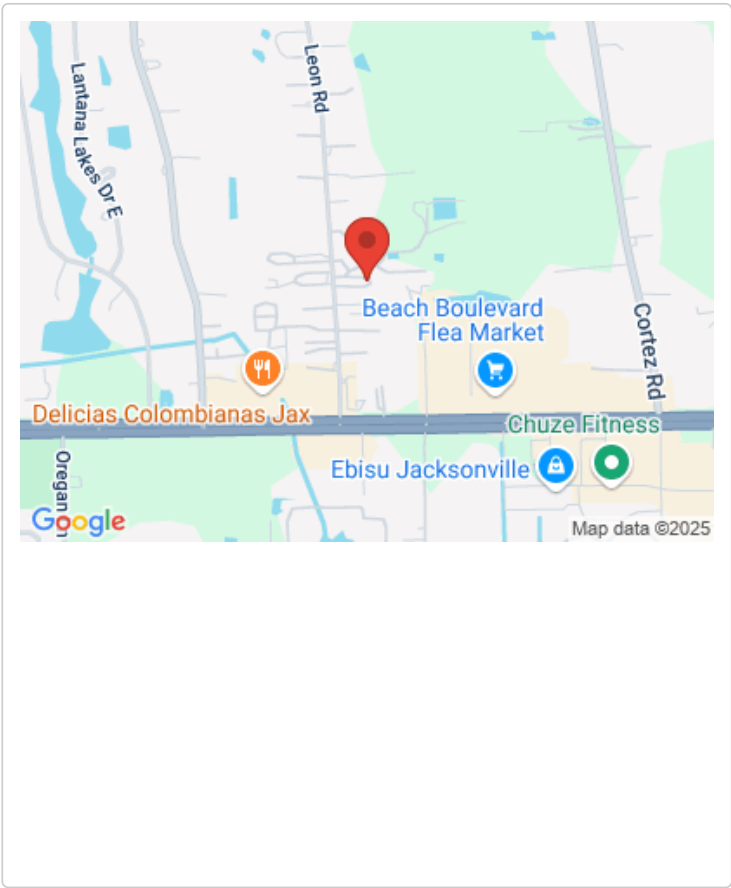 Leon Rd
Lantana Lakes Dr E
Beach Boulevard
Flea Market
Cortez Rd
Delicias Colombianas Jax
Chuze Fitness
Ebisu Jacksonville
Oregan
Google
Map data ©2025